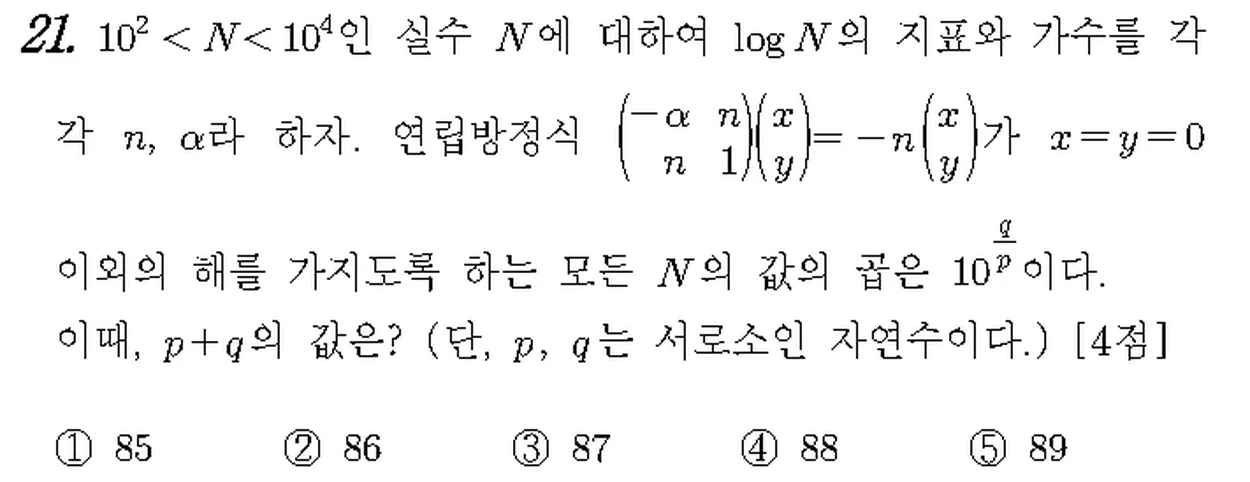 21. 10² < N < 10⁴인 실수 N에 대하여 log N의 지표와 가수를 각
각 n, α라 하자. 연립방정식 (−α n; n 1)(x; y) = −n(x; y)가 x = y = 0
이외의 해를 가지도록 하는 모든 N의 값의 곱은 10^(q/p)이다.
이때, p+q의 값은? (단, p, q는 서로소인 자연수이다.) [4점]
① 85 ② 86 ③ 87 ④ 88 ⑤ 89